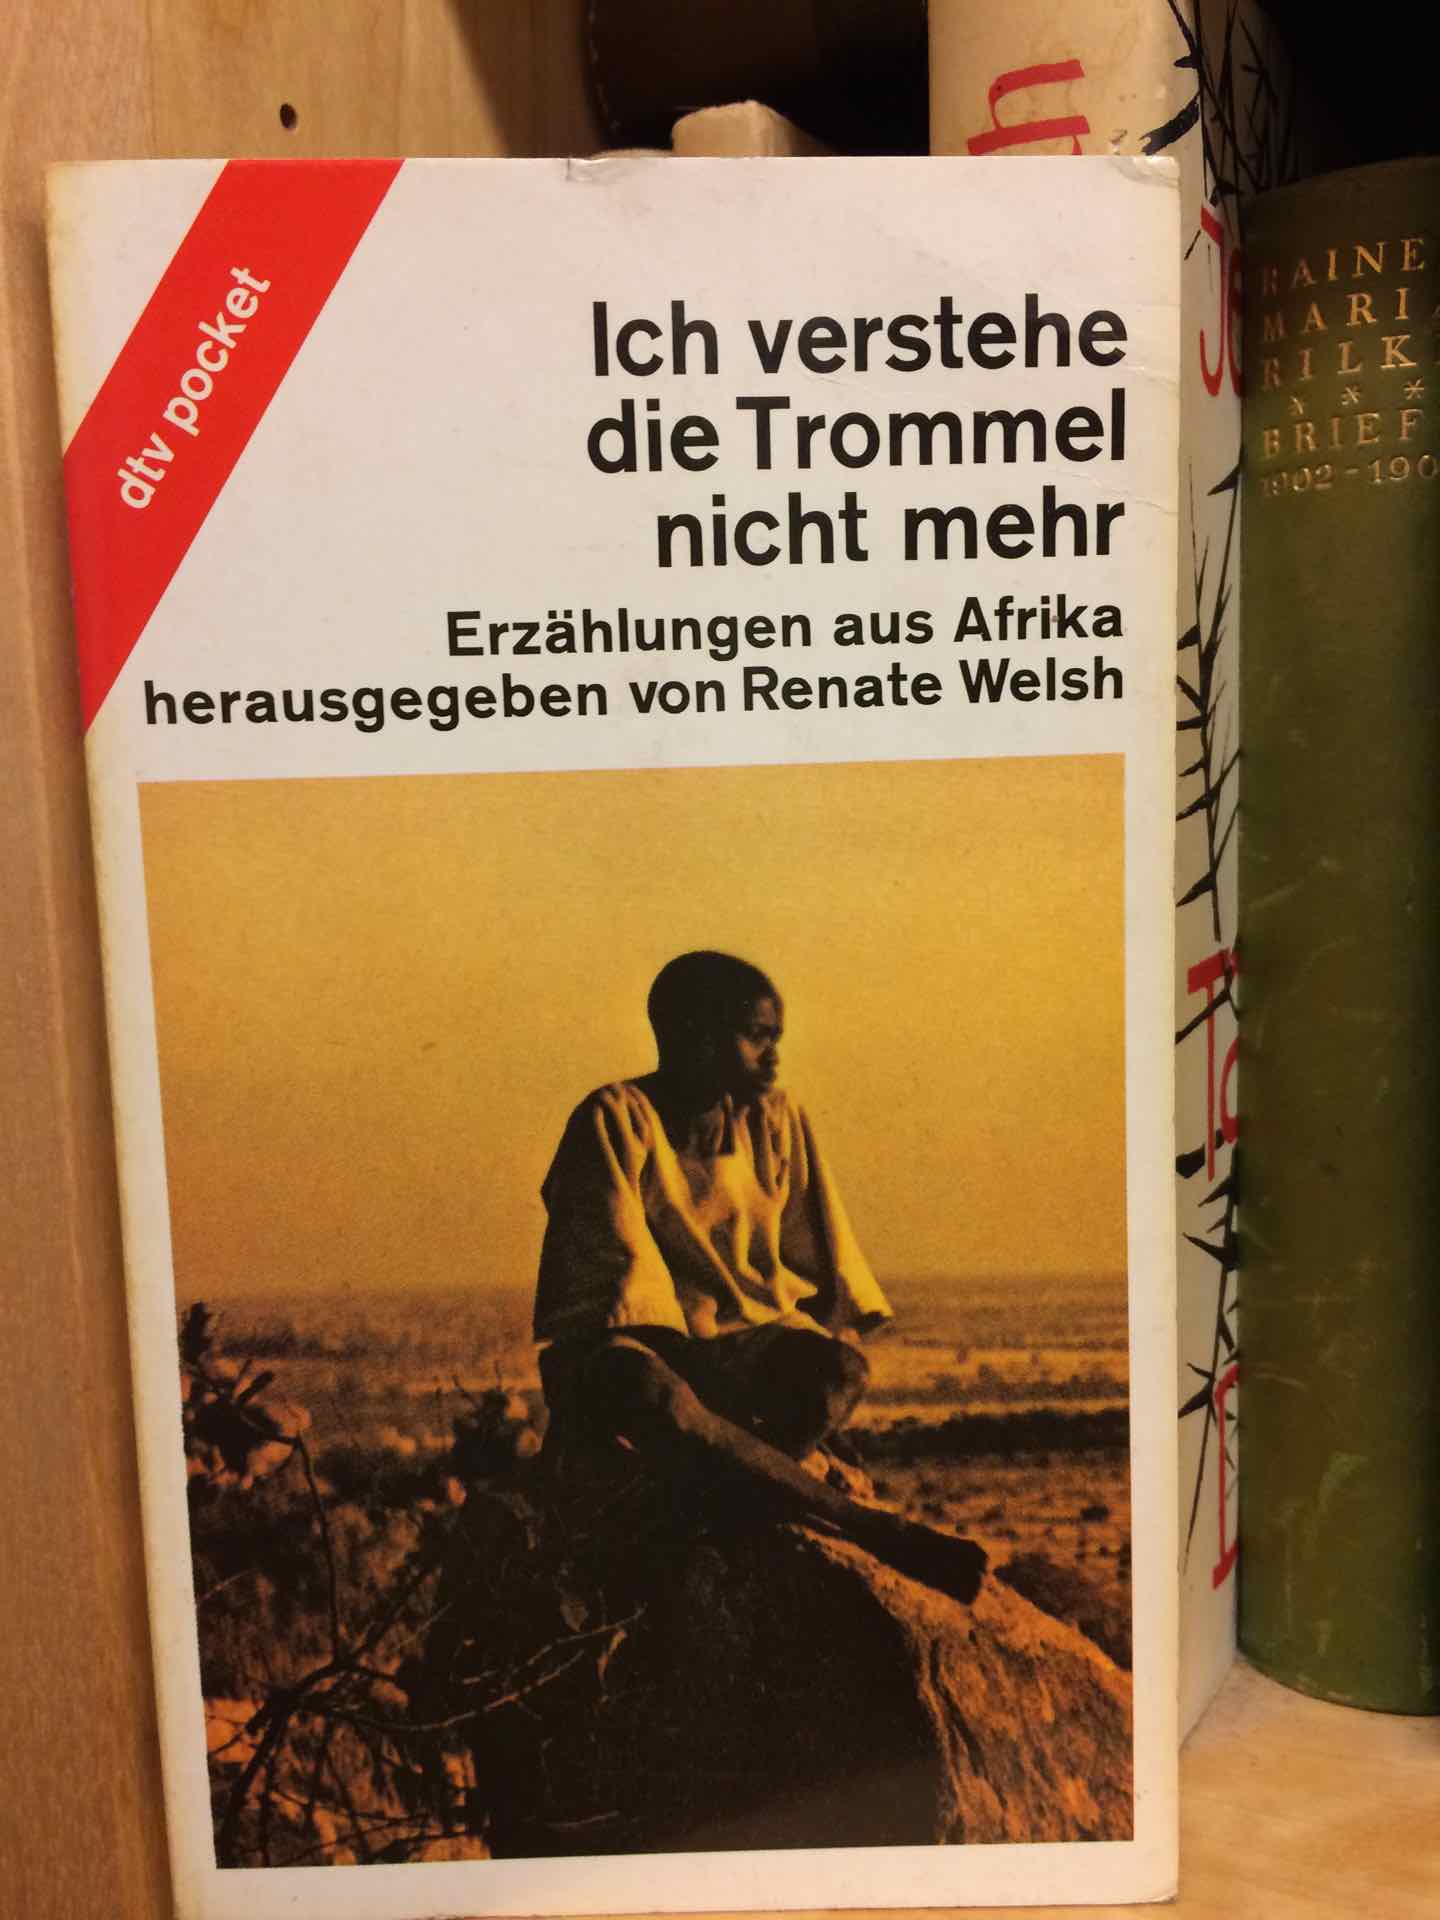 dtv pocket
Ich verstehe
die Trommel
nicht mehr
Erzählungen aus Afrika
herausgegeben von Renate Welsh
RAINE
MARIA
RILK
* * *
BRIEF
1902-190